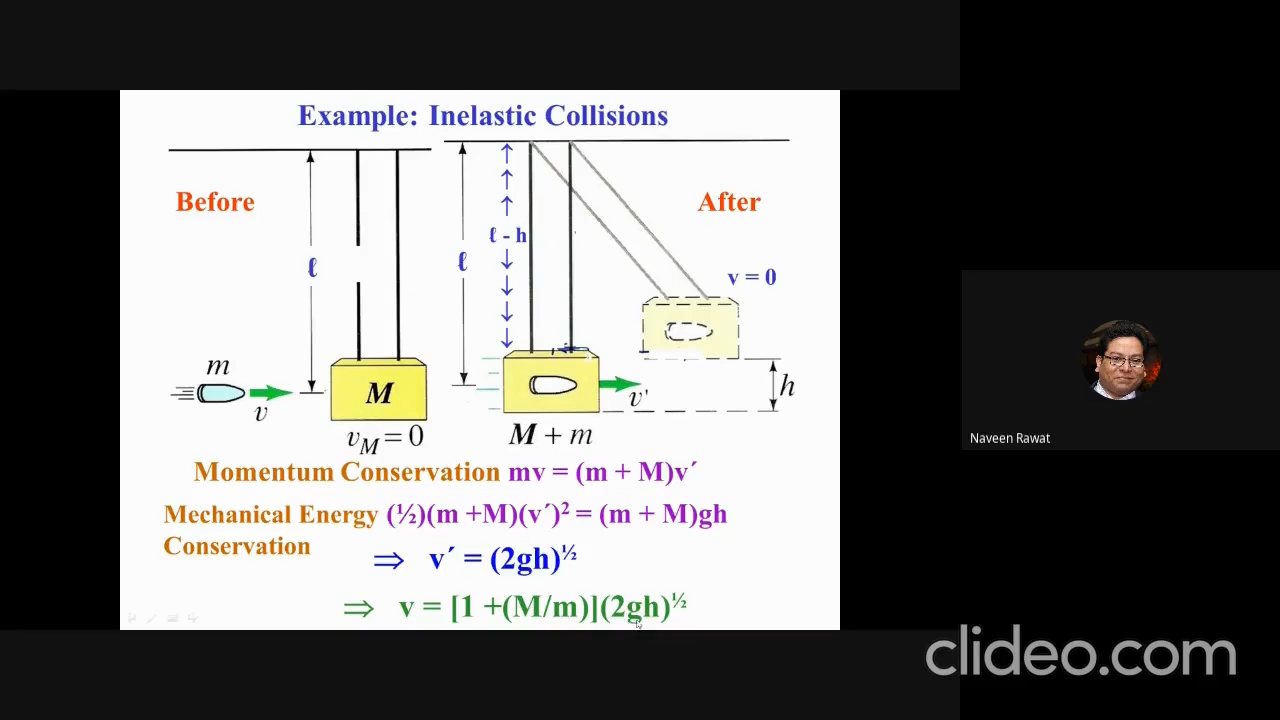 Example: Inelastic Collisions
Before
After
ℓ
ℓ
ℓ - h
v = 0
m
v
M
v'
h
v_M = 0
M + m
Momentum Conservation mv = (m + M)v´
Mechanical Energy (½)(m +M)(v´)² = (m + M)gh
Conservation
⇒ v´ = (2gh)^½
⇒ v = [1 +(M/m)](2gh)^½
Naveen Rawat
clideo.com